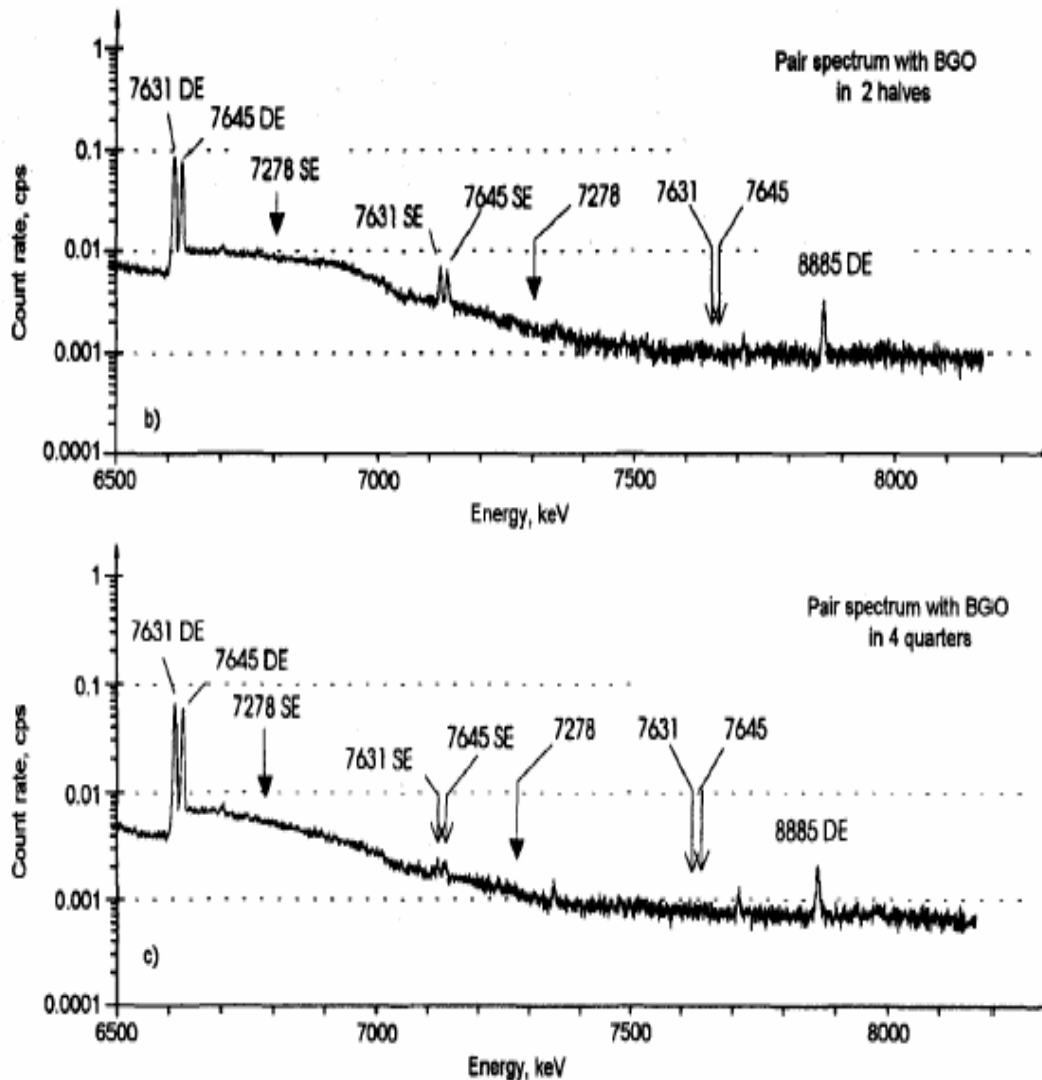 1
Pair spectrum with BGO
in 2 halves
7631 DE
7645 DE
0.1
7278 SE
7631 SE
7645 SE
7278
7631
7645
0.01
8885 DE
0.001
b)
0.0001
6500
7000
7500
8000
Energy, keV
Count rate, cps
1
Pair spectrum with BGO
in 4 quarters
7631 DE
7645 DE
0.1
7278 SE
7631 SE
7645 SE
7278
7631
7645
0.01
8885 DE
0.001
c)
0.0001
6500
7000
7500
8000
Energy, keV
Count rate, cps